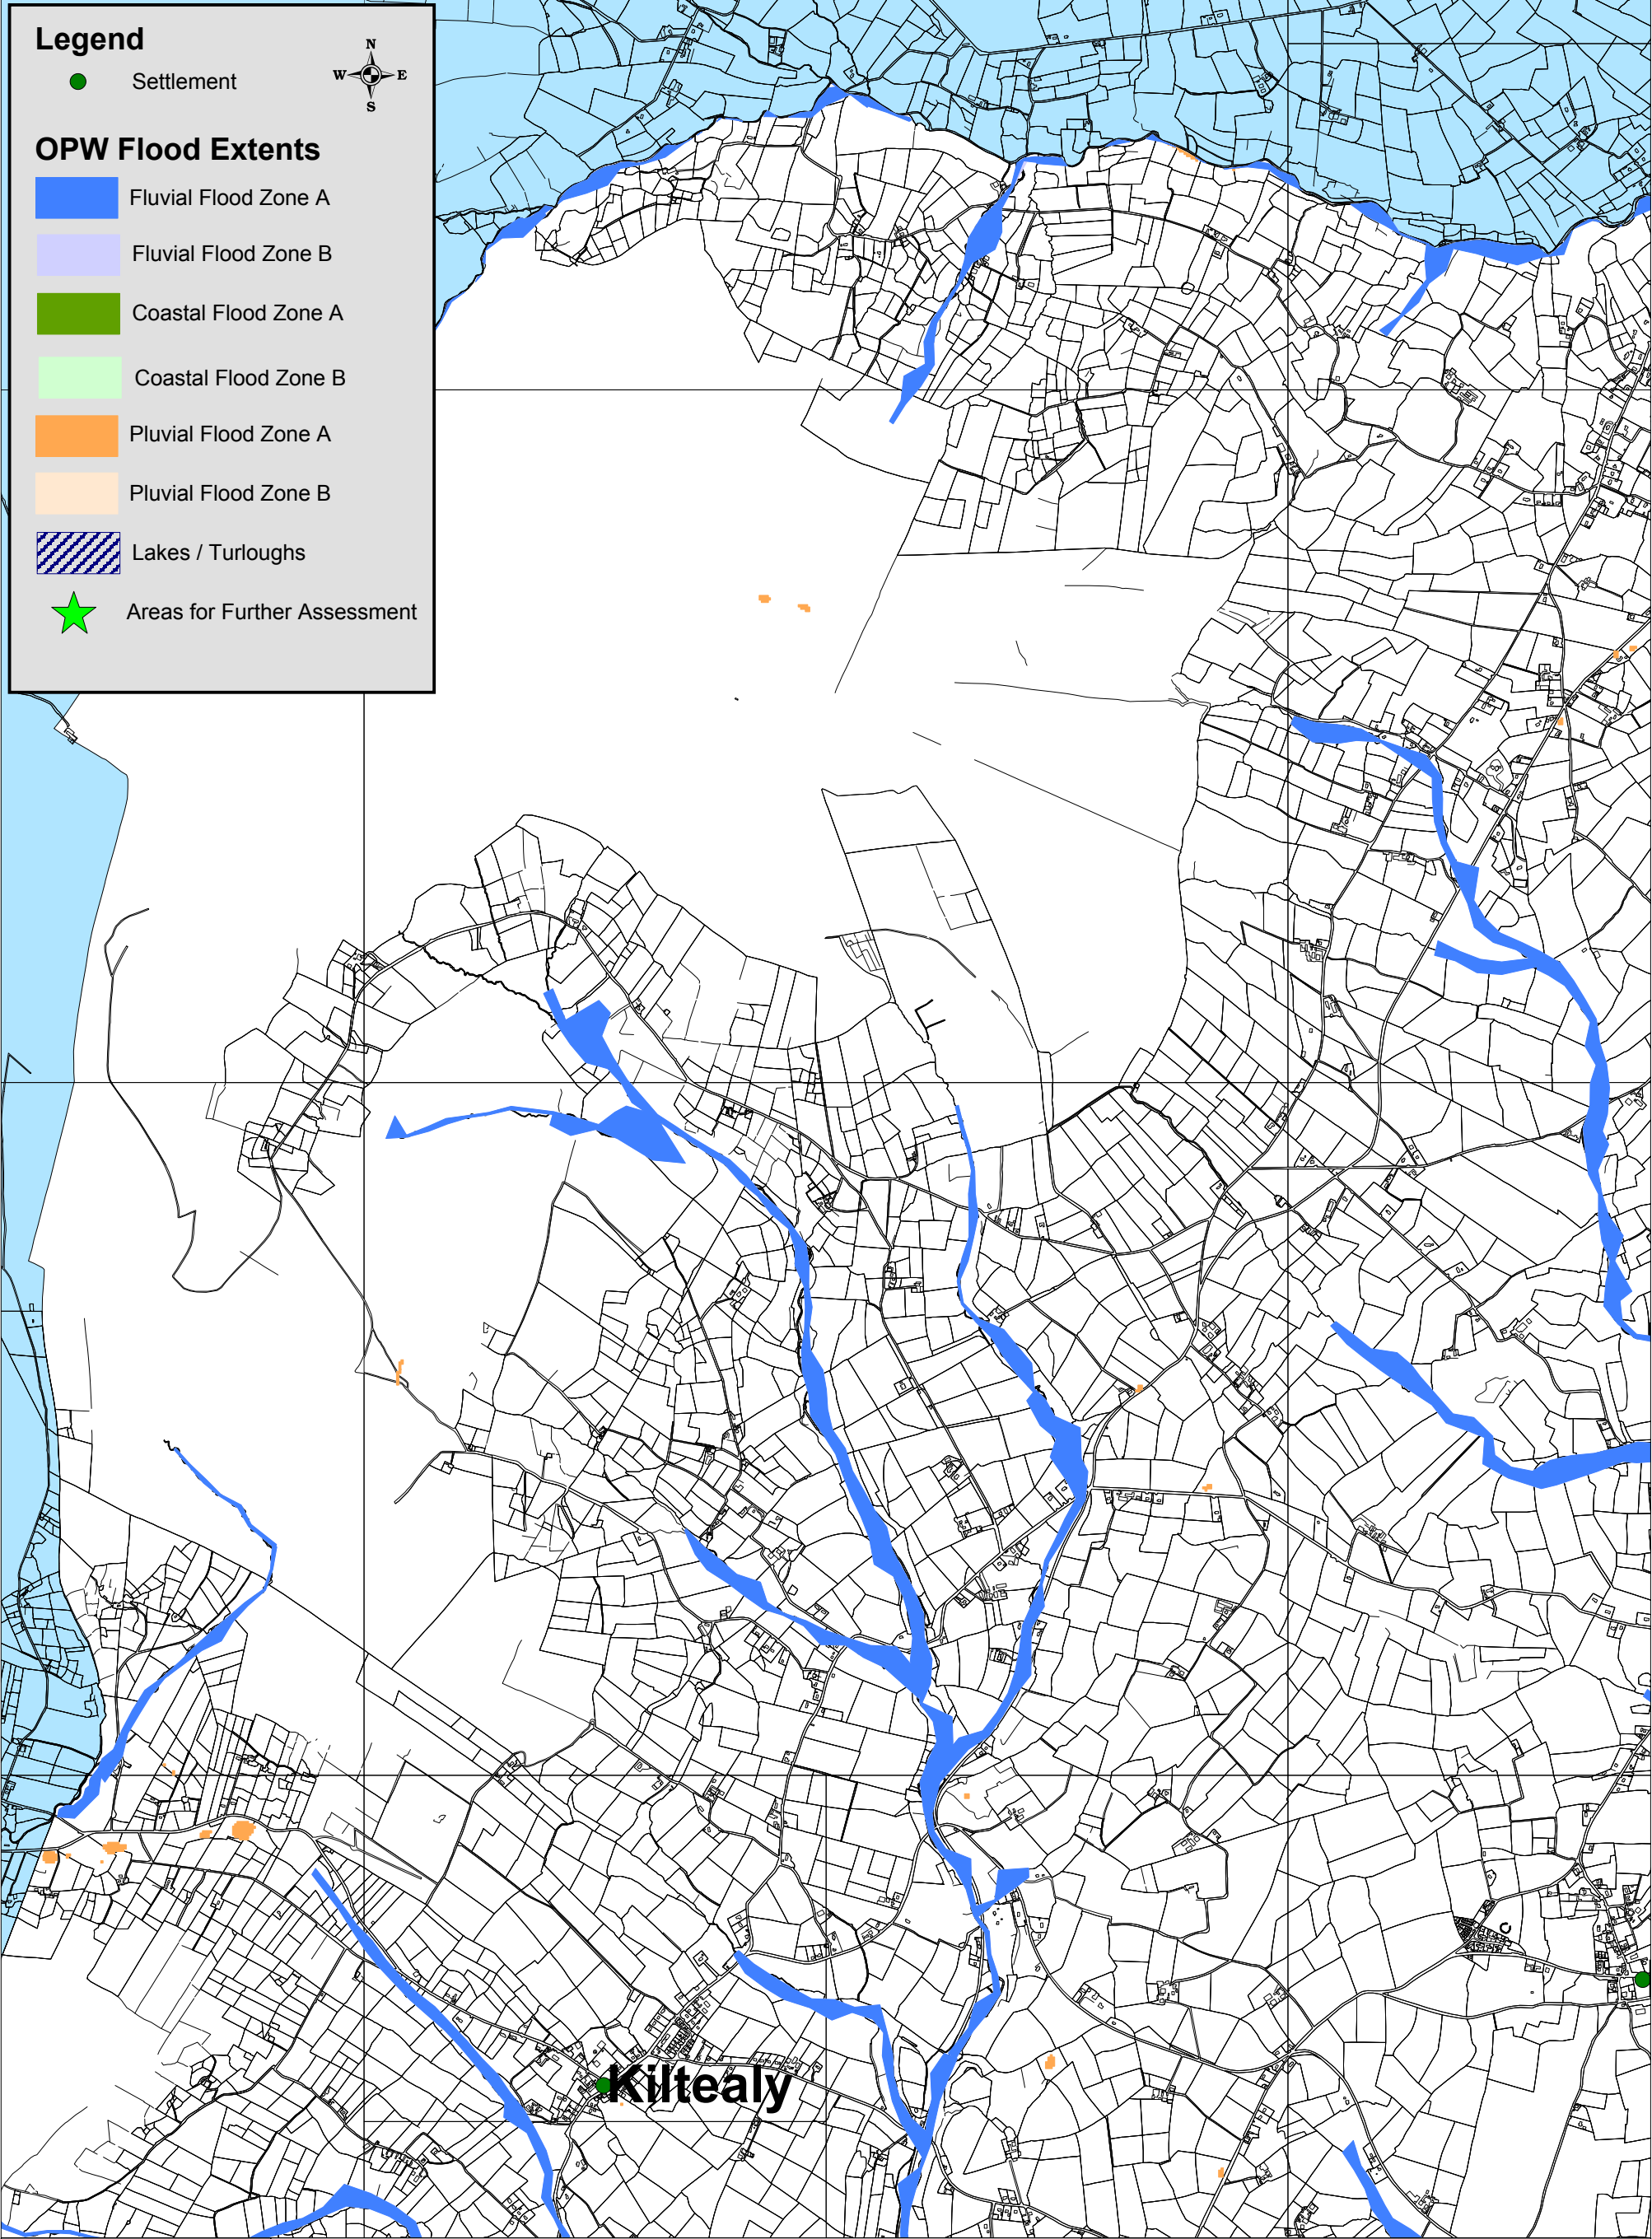 Legend
N
W E
S
Settlement
OPW Flood Extents
Fluvial Flood Zone A
Fluvial Flood Zone B
Coastal Flood Zone A
Coastal Flood Zone B
Pluvial Flood Zone A
Pluvial Flood Zone B
Lakes / Turloughs
Areas for Further Assessment
Kiltealy